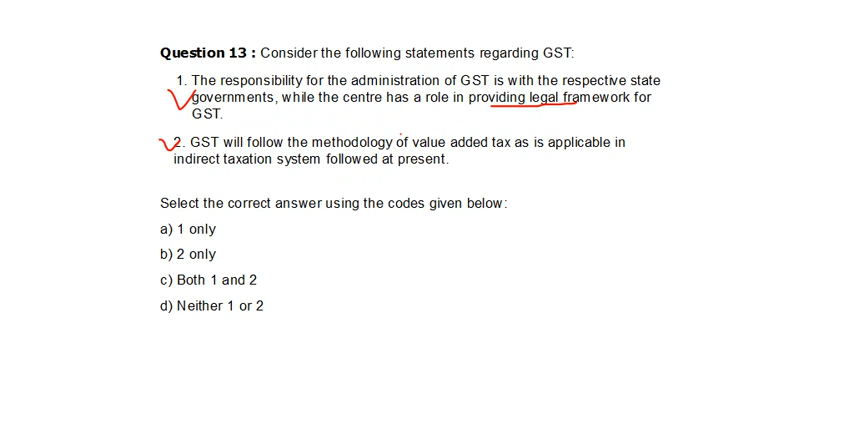 Question 13 : Consider the following statements regarding GST:
1. The responsibility for the administration of GST is with the respective state
governments, while the centre has a role in providing legal framework for
GST.
2. GST will follow the methodology of value added tax as is applicable in
indirect taxation system followed at present.
Select the correct answer using the codes given below:
a) 1 only
b) 2 only
c) Both 1 and 2
d) Neither 1 or 2